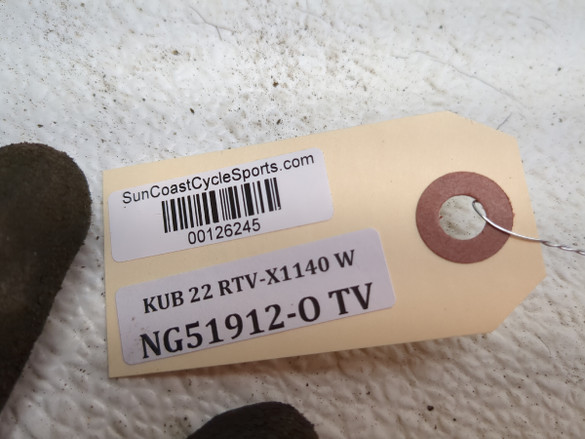 SunCoastCycleSports.com
00126245
KUB 22 RTV-X1140 W
NG51912-O TV